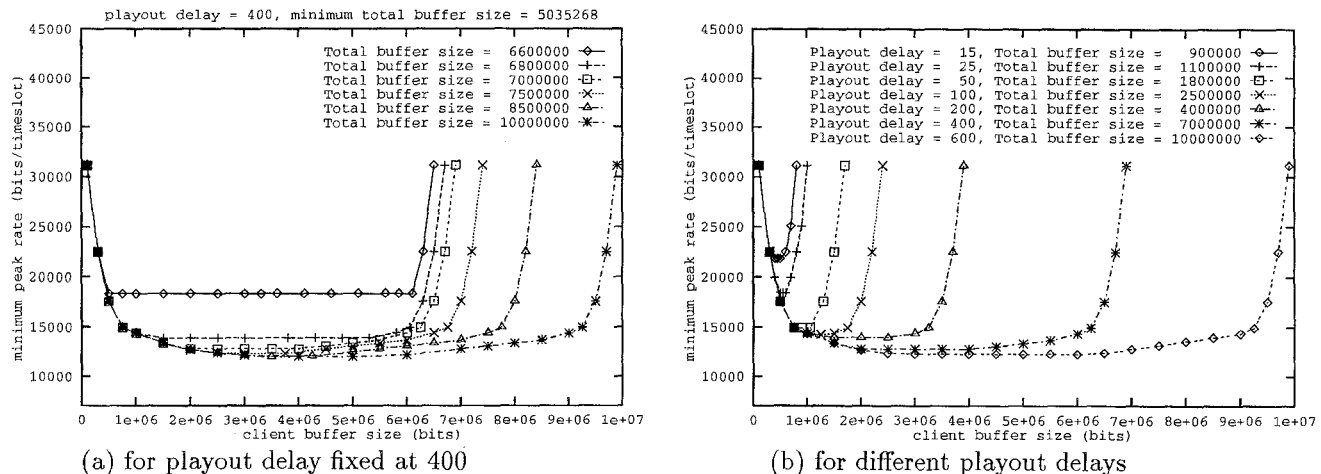 playout delay = 400, minimum total buffer size = 5035268
minimum peak rate (bits/timeslot)
45000
40000
35000
30000
25000
20000
15000
10000
Total buffer size = 6600000
Total buffer size = 6800000
Total buffer size = 7000000
Total buffer size = 7500000
Total buffer size = 8500000
Total buffer size = 10000000
0 1e+06 2e+06 3e+06 4e+06 5e+06 6e+06 7e+06 8e+06 9e+06 1e+07
client buffer size (bits)
(a) for playout delay fixed at 400
minimum peak rate (bits/timeslot)
45000
40000
35000
30000
25000
20000
15000
10000
Playout delay = 15, Total buffer size = 900000
Playout delay = 25, Total buffer size = 1100000
Playout delay = 50, Total buffer size = 1800000
Playout delay = 100, Total buffer size = 2500000
Playout delay = 200, Total buffer size = 4000000
Playout delay = 400, Total buffer size = 7000000
Playout delay = 600, Total buffer size = 10000000
0 1e+06 2e+06 3e+06 4e+06 5e+06 6e+06 7e+06 8e+06 9e+06 1e+07
client buffer size (bits)
(b) for different playout delays